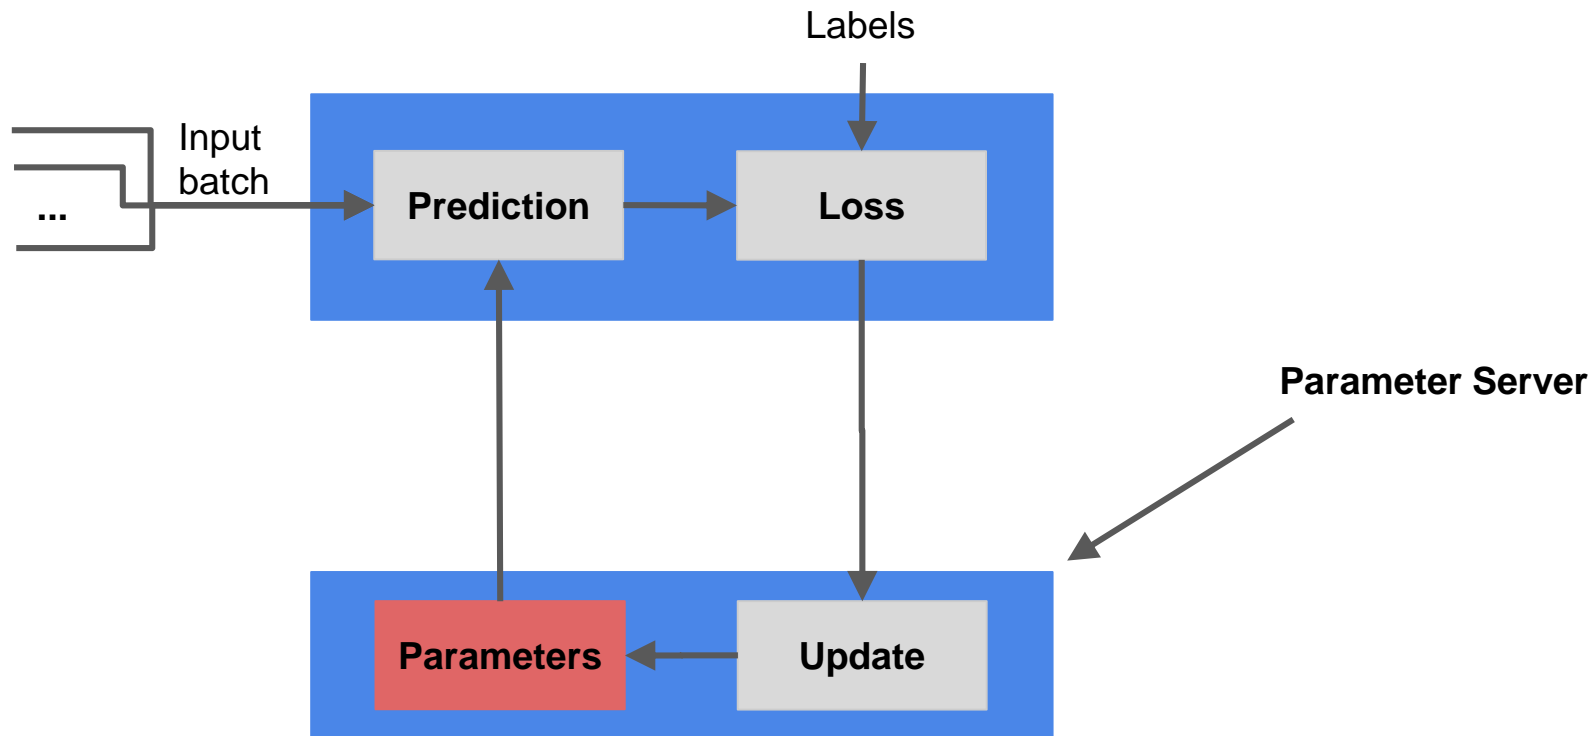 Labels
Input
batch
...
Prediction
Loss
Parameter Server
Parameters
Update